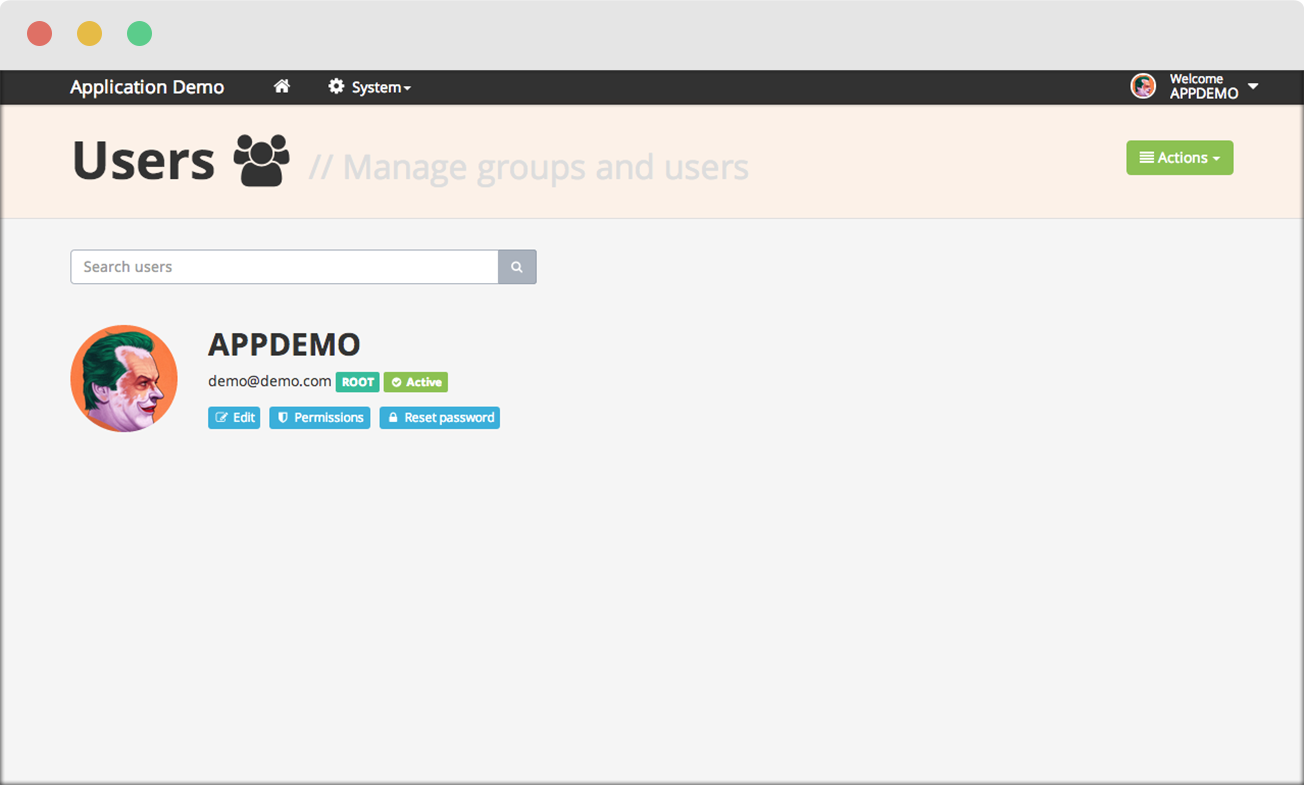 Application Demo System Welcome
APPDEMO
Users // Manage groups and users Actions
Search users
APPDEMO
demo@demo.com ROOT Active
Edit Permissions Reset password